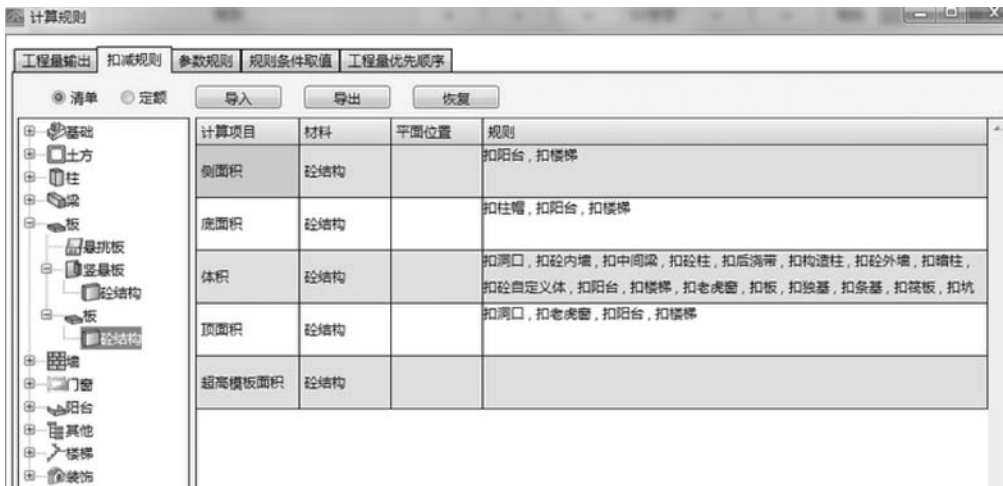 计算规则
工程量输出 扣减规则 参数规则 规则条件取值 工程量优先顺序
清单 定额 导入 导出 恢复
基础
土方
柱
梁
板
悬挑板
竖悬板
砼结构
板
砼结构
墙
门窗
阳台
其他
楼梯
装饰
计算项目 材料 平面位置 规则
侧面积 砼结构 扣阳台，扣楼梯
底面积 砼结构 扣柱帽，扣阳台，扣楼梯
体积 砼结构 扣洞口，扣砼内墙，扣中间梁，扣砼柱，扣后浇带，扣构造柱，扣砼外墙，扣暗柱，
扣砼自定义体，扣阳台，扣楼梯，扣老虎窗，扣板，扣独基，扣条基，扣筏板，扣坑
顶面积 砼结构 扣洞口，扣老虎窗，扣阳台，扣楼梯
超高模板面积 砼结构